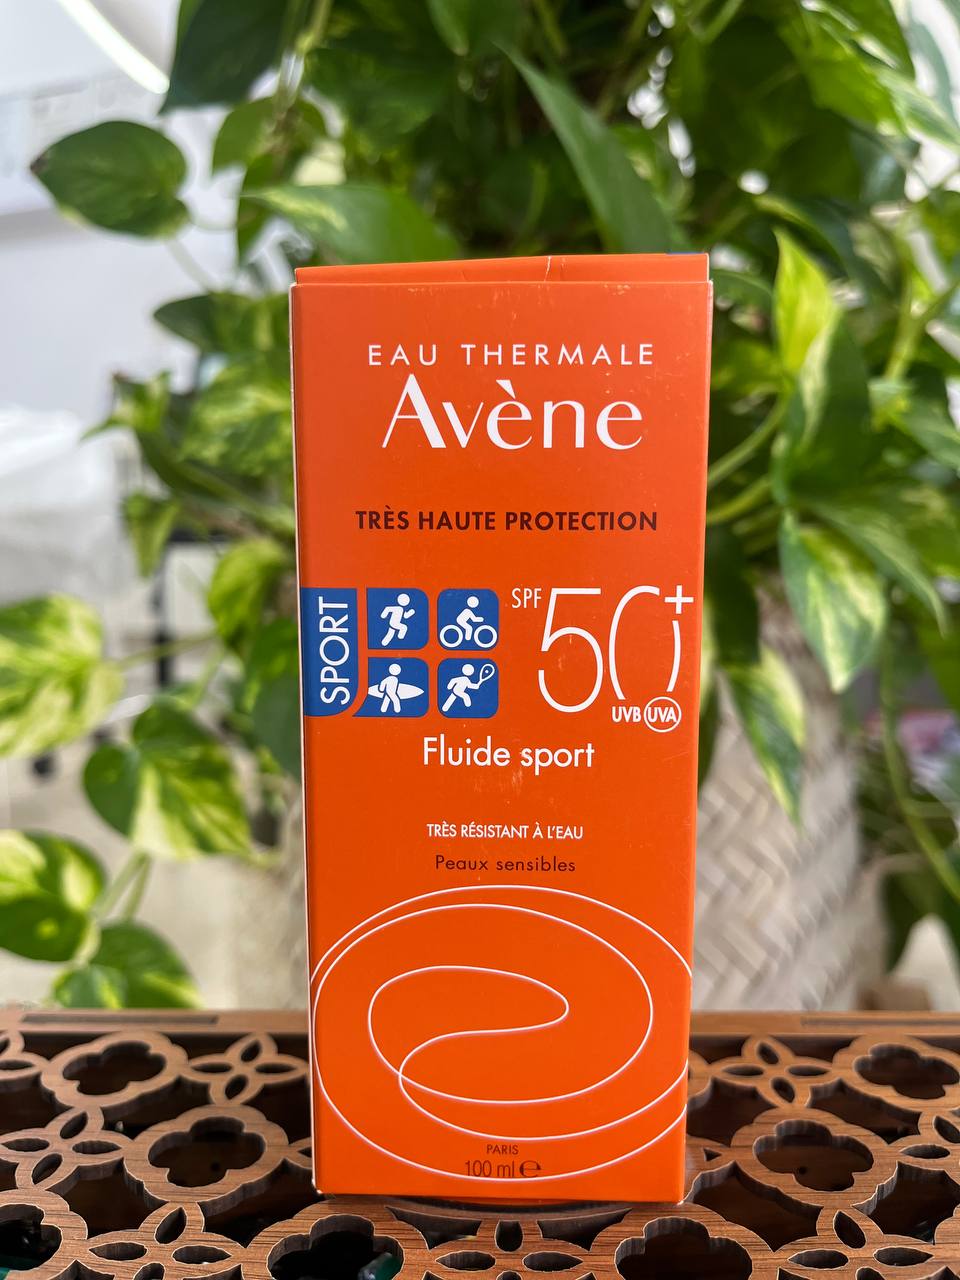 EAU THERMALE
Avène
TRÈS HAUTE PROTECTION
SPORT
SPF 50+
UVB UVA
Fluide sport
TRÈS RÉSISTANT À L'EAU
Peaux sensibles
PARIS
100 ml ℮